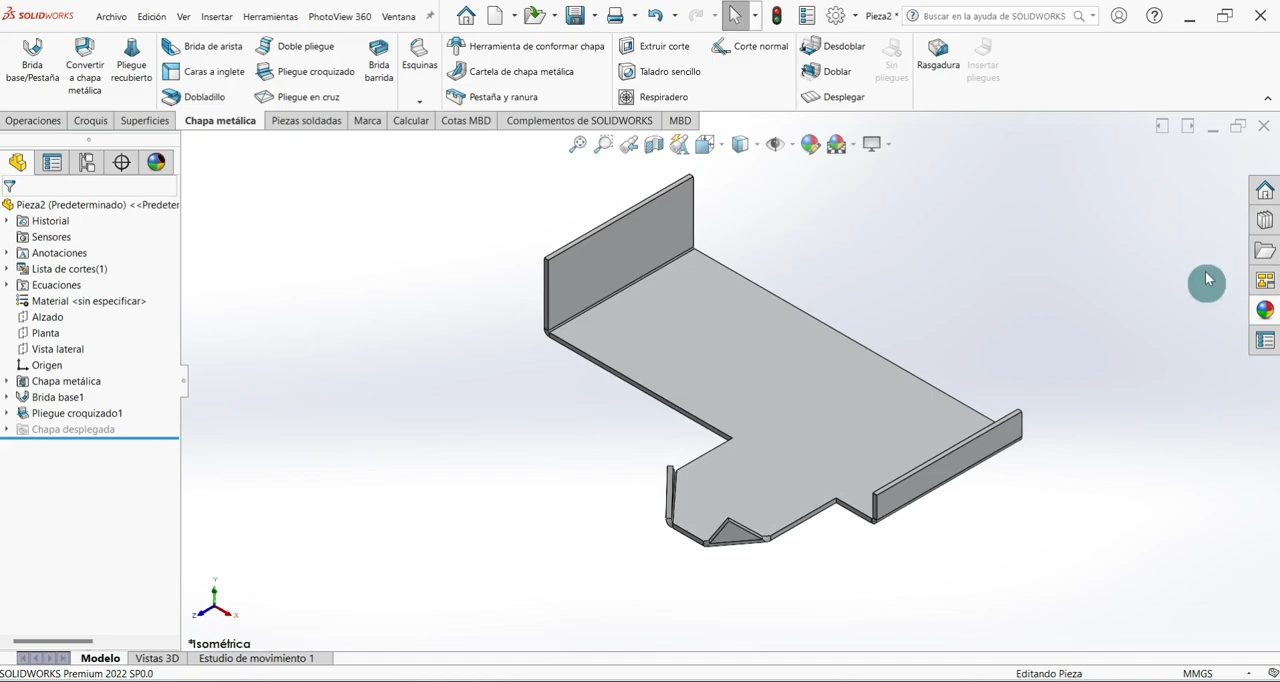 SOLIDWORKS
Archivo Edición Ver Insertar Herramientas PhotoView 360 Ventana
Pieza2 *
Buscar en la ayuda de SOLIDWORKS
Brida base/Pestaña
Convertir a chapa metálica
Pliegue recubierto
Brida de arista
Caras a inglete
Dobladillo
Doble pliegue
Pliegue croquizado
Pliegue en cruz
Brida barrida
Esquinas
Herramienta de conformar chapa
Cartela de chapa metálica
Pestaña y ranura
Extruir corte
Taladro sencillo
Respiradero
Corte normal
Desdoblar
Doblar
Desplegar
Sin pliegues
Rasgadura
Insertar pliegues
Operaciones Croquis Superficies Chapa metálica Piezas soldadas Marca Calcular Cotas MBD Complementos de SOLIDWORKS MBD
Pieza2 (Predeterminado) <<Predeter
Historial
Sensores
Anotaciones
Lista de cortes(1)
Ecuaciones
Material <sin especificar>
Alzado
Planta
Vista lateral
Origen
Chapa metálica
Brida base1
Pliegue croquizado1
Chapa desplegada
Y
Z
X
*Isométrica
Modelo Vistas 3D Estudio de movimiento 1
SOLIDWORKS Premium 2022 SP0.0
Editando Pieza
MMGS